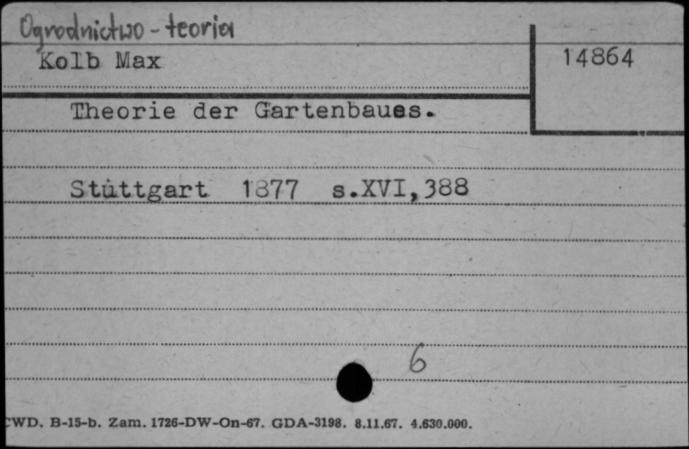 Ogrodnictwo - teoria
Kolb Max
14864
Theorie der Gartenbaues.
Stuttgart 1877 s.XVI,388
6
CWD. B-15-b. Zam. 1726-DW-On-67. GDA-3198. 8.11.67. 4.630.000.